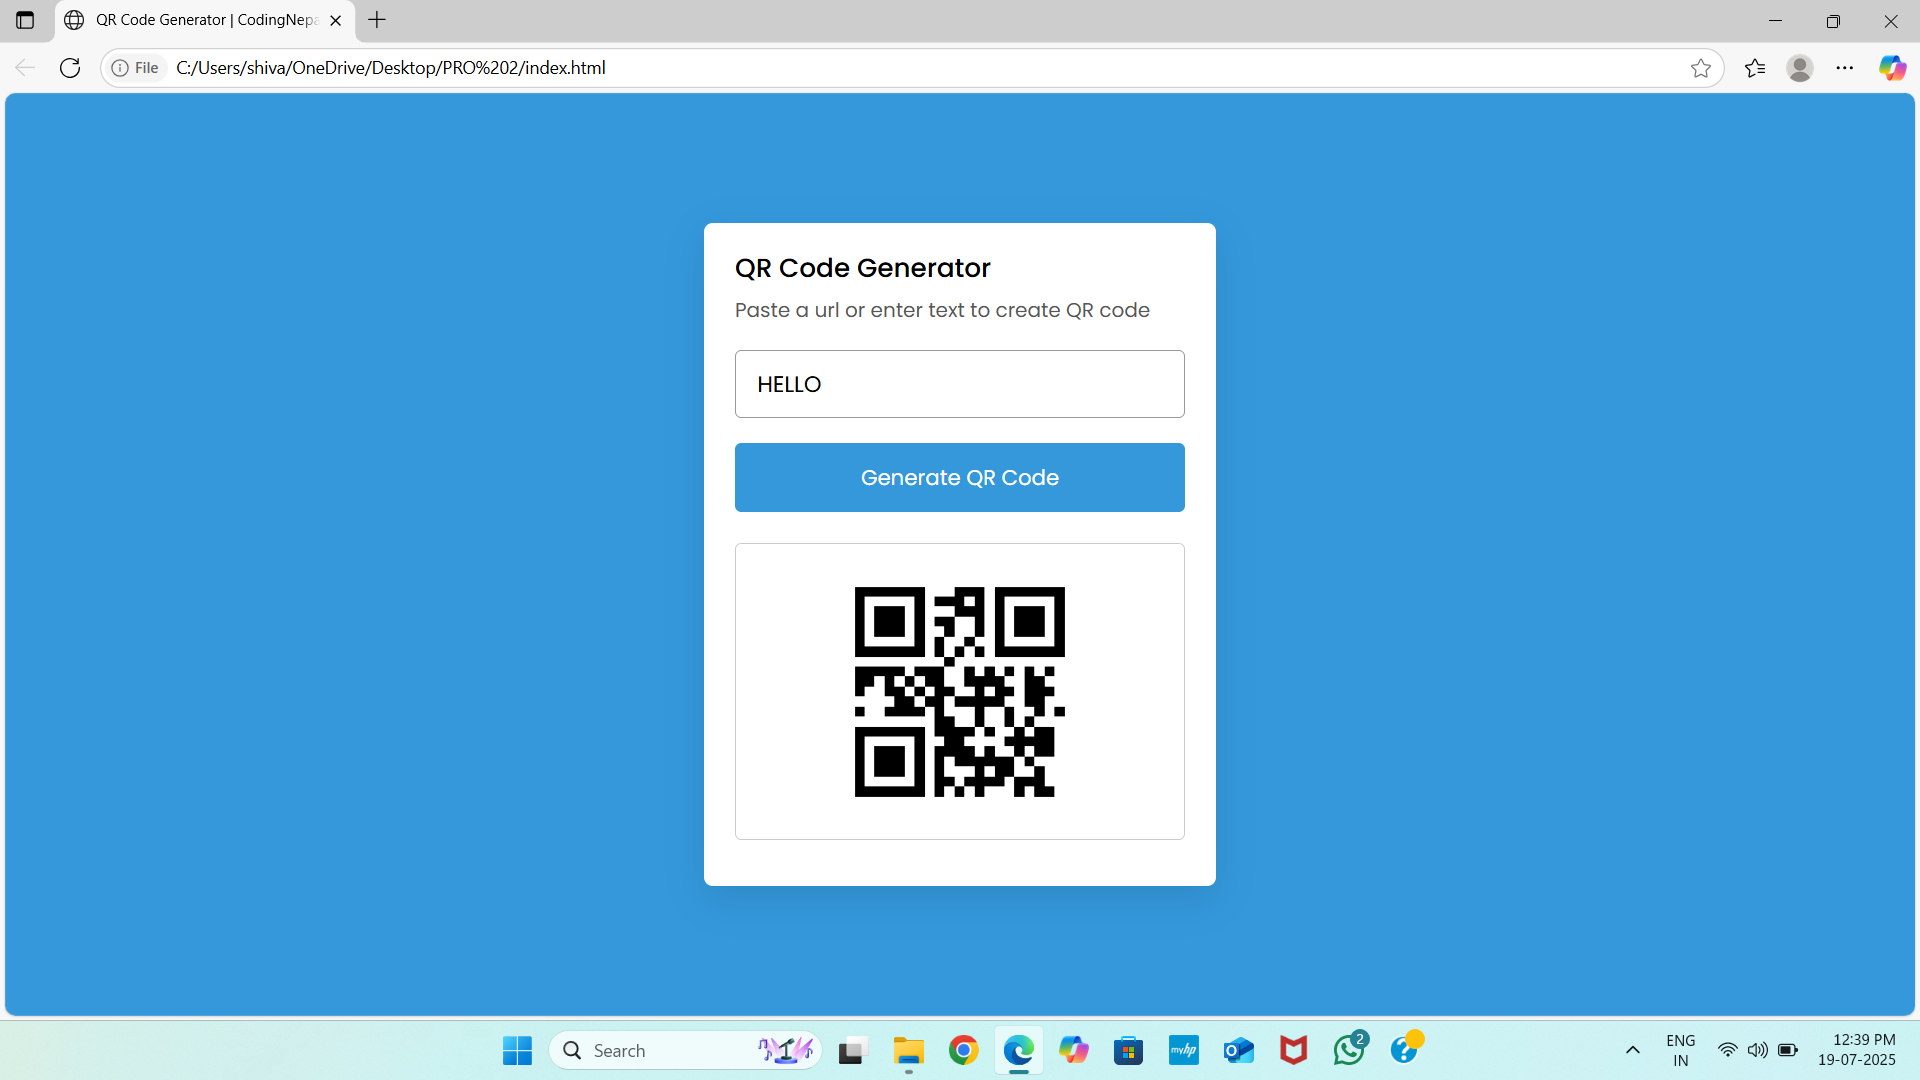 QR Code Generator | CodingNepa
File
C:/Users/shiva/OneDrive/Desktop/PRO%202/index.html
QR Code Generator
Paste a url or enter text to create QR code
HELLO
Generate QR Code
Search
myhp
2
ENG
IN
12:39 PM
19-07-2025